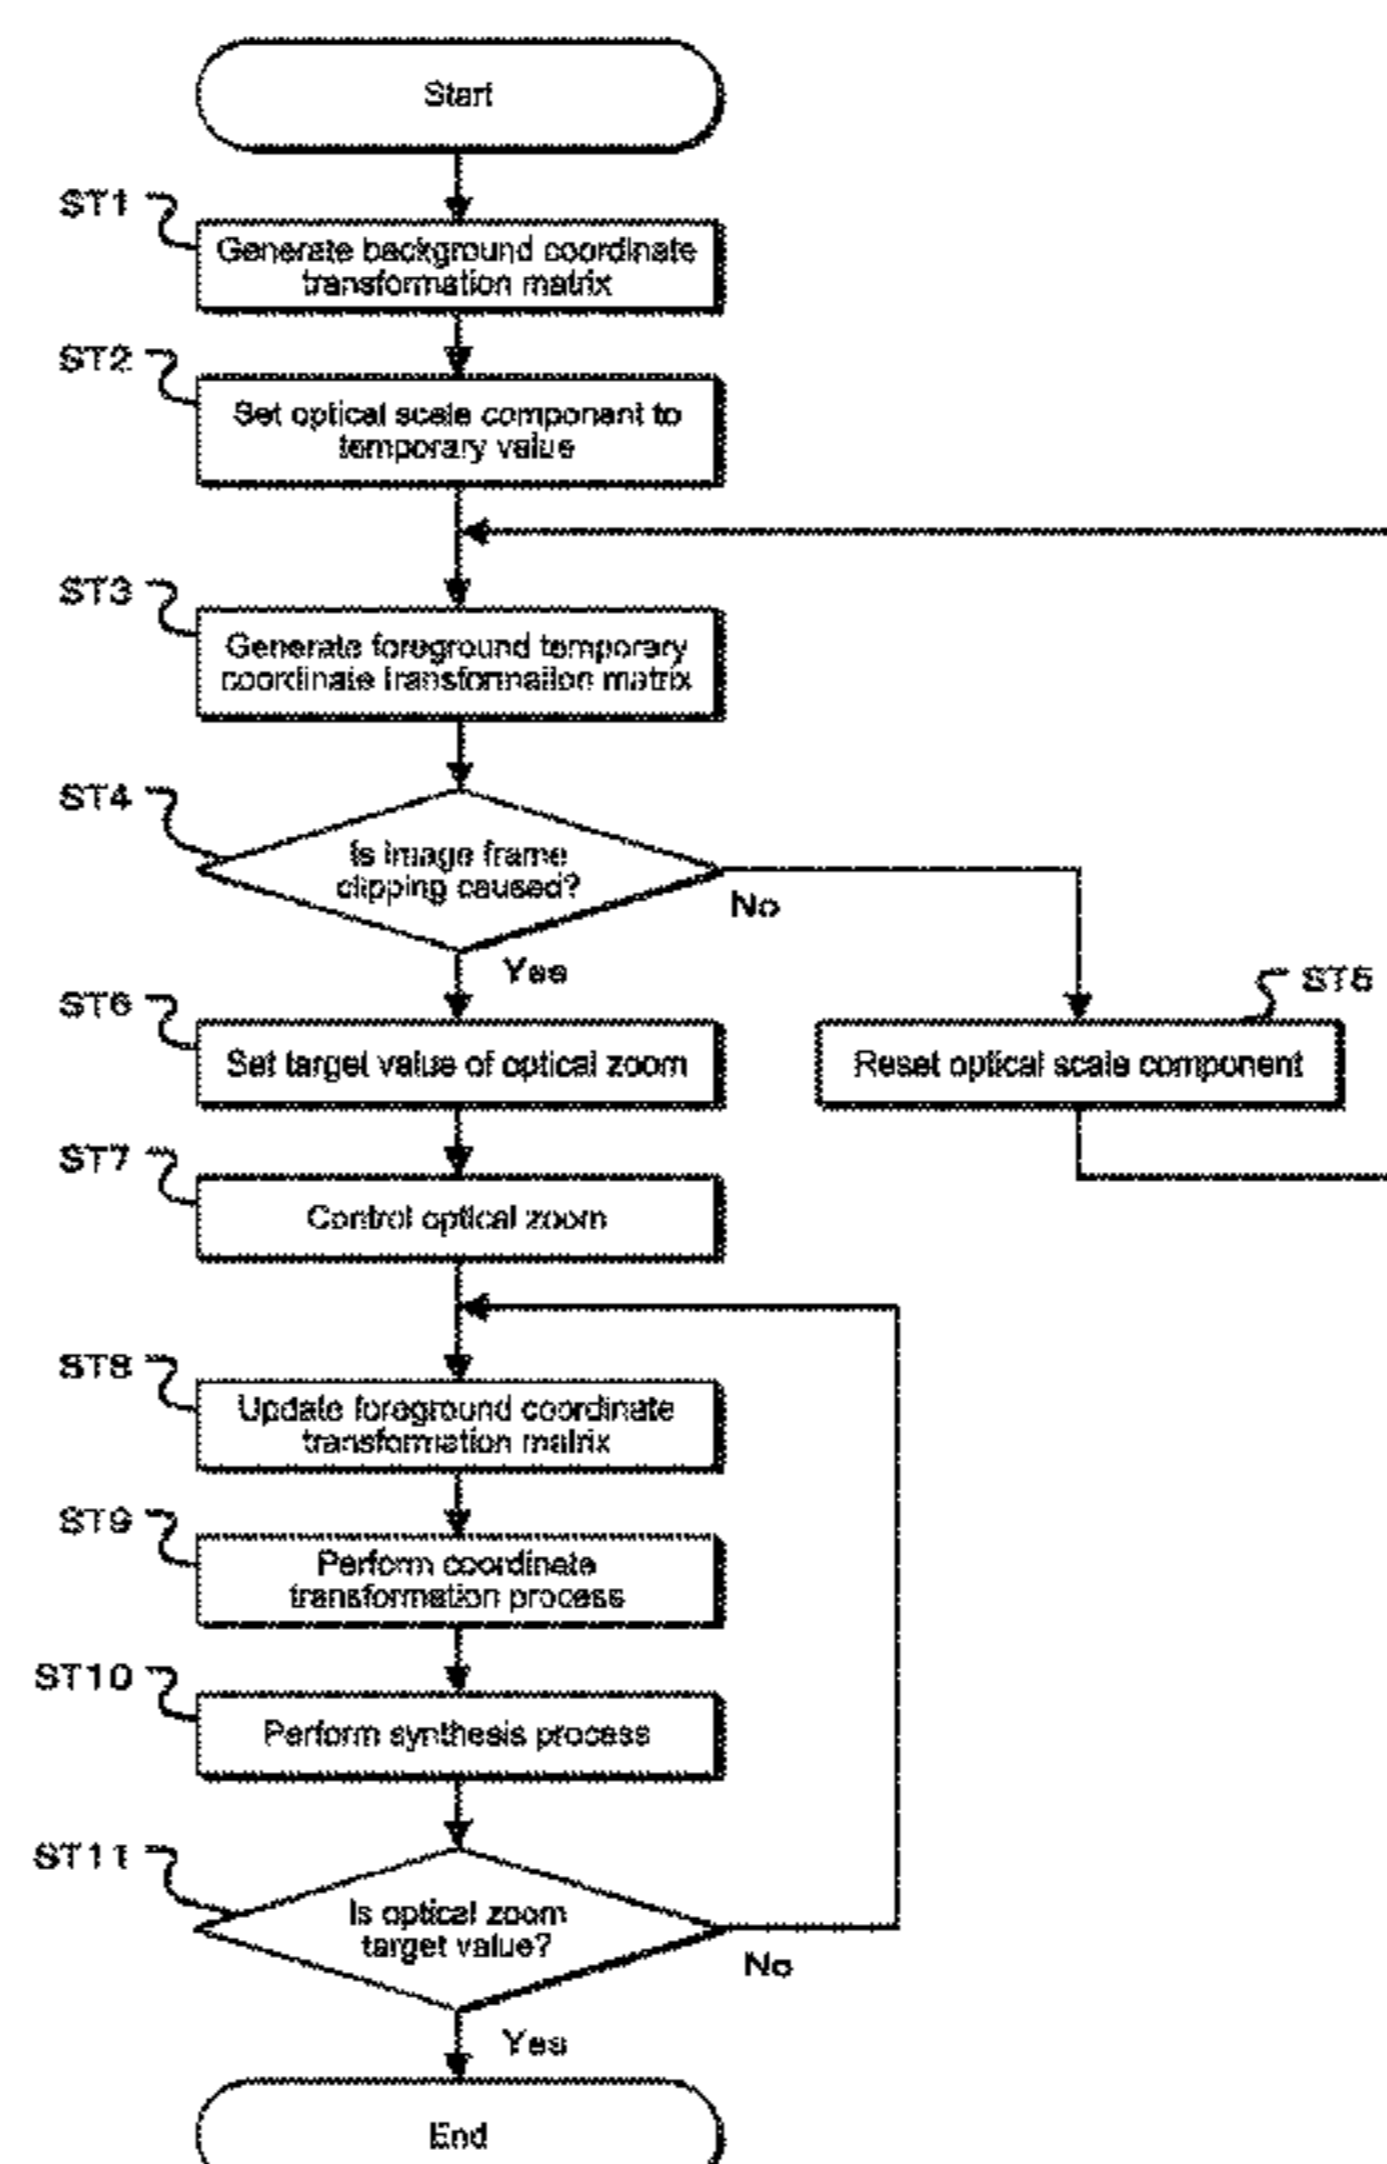 Start
ST1
Generate background coordinate
transformation matrix
ST2
Set optical scale component to
temporary value
ST3
Generate foreground temporary
coordinate transformation matrix
ST4
Is image frame
clipping caused?
No
Yes
ST5
Reset optical scale component
ST6
Set target value of optical zoom
ST7
Control optical zoom
ST8
Update foreground coordinate
transformation matrix
ST9
Perform coordinate
transformation process
ST10
Perform synthesis process
ST11
Is optical zoom
target value?
No
Yes
End